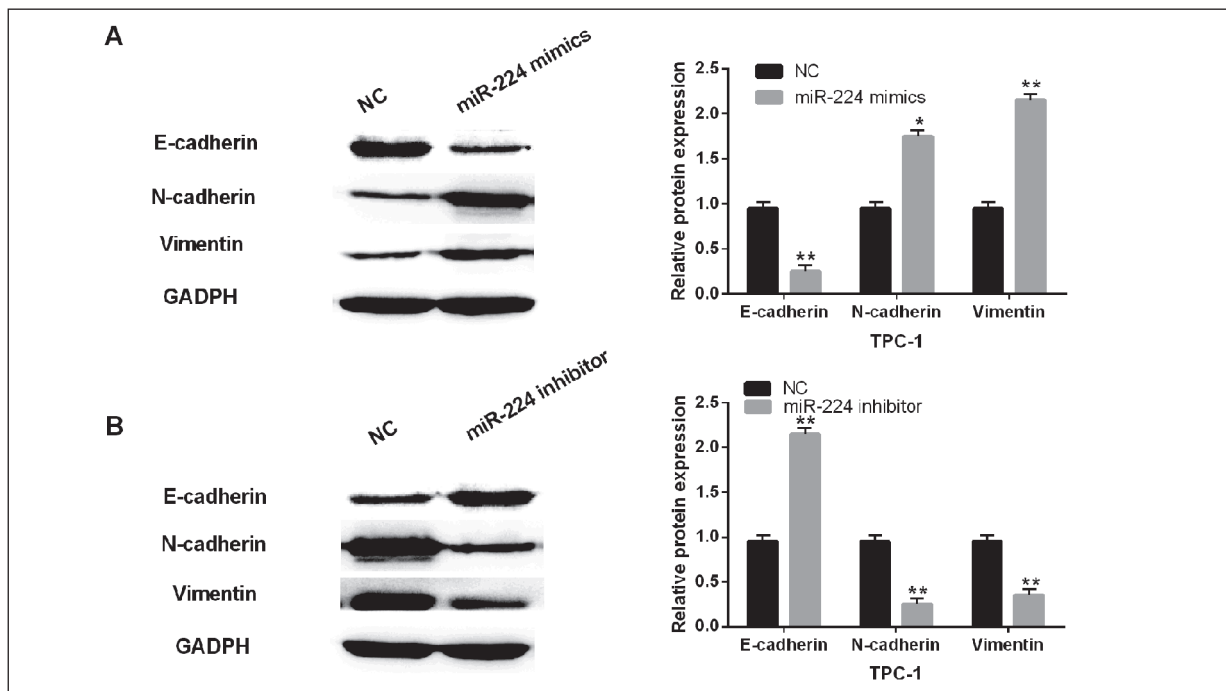 A
NC
miR-224 mimics
E-cadherin
N-cadherin
Vimentin
GADPH
NC
miR-224 mimics
Relative protein expression
2.5
2.0
1.5
1.0
0.5
0.0
**
*
**
E-cadherin N-cadherin Vimentin
TPC-1
B
NC
miR-224 inhibitor
E-cadherin
N-cadherin
Vimentin
GADPH
NC
miR-224 inhibitor
Relative protein expression
2.5
2.0
1.5
1.0
0.5
0.0
**
**
**
E-cadherin N-cadherin Vimentin
TPC-1